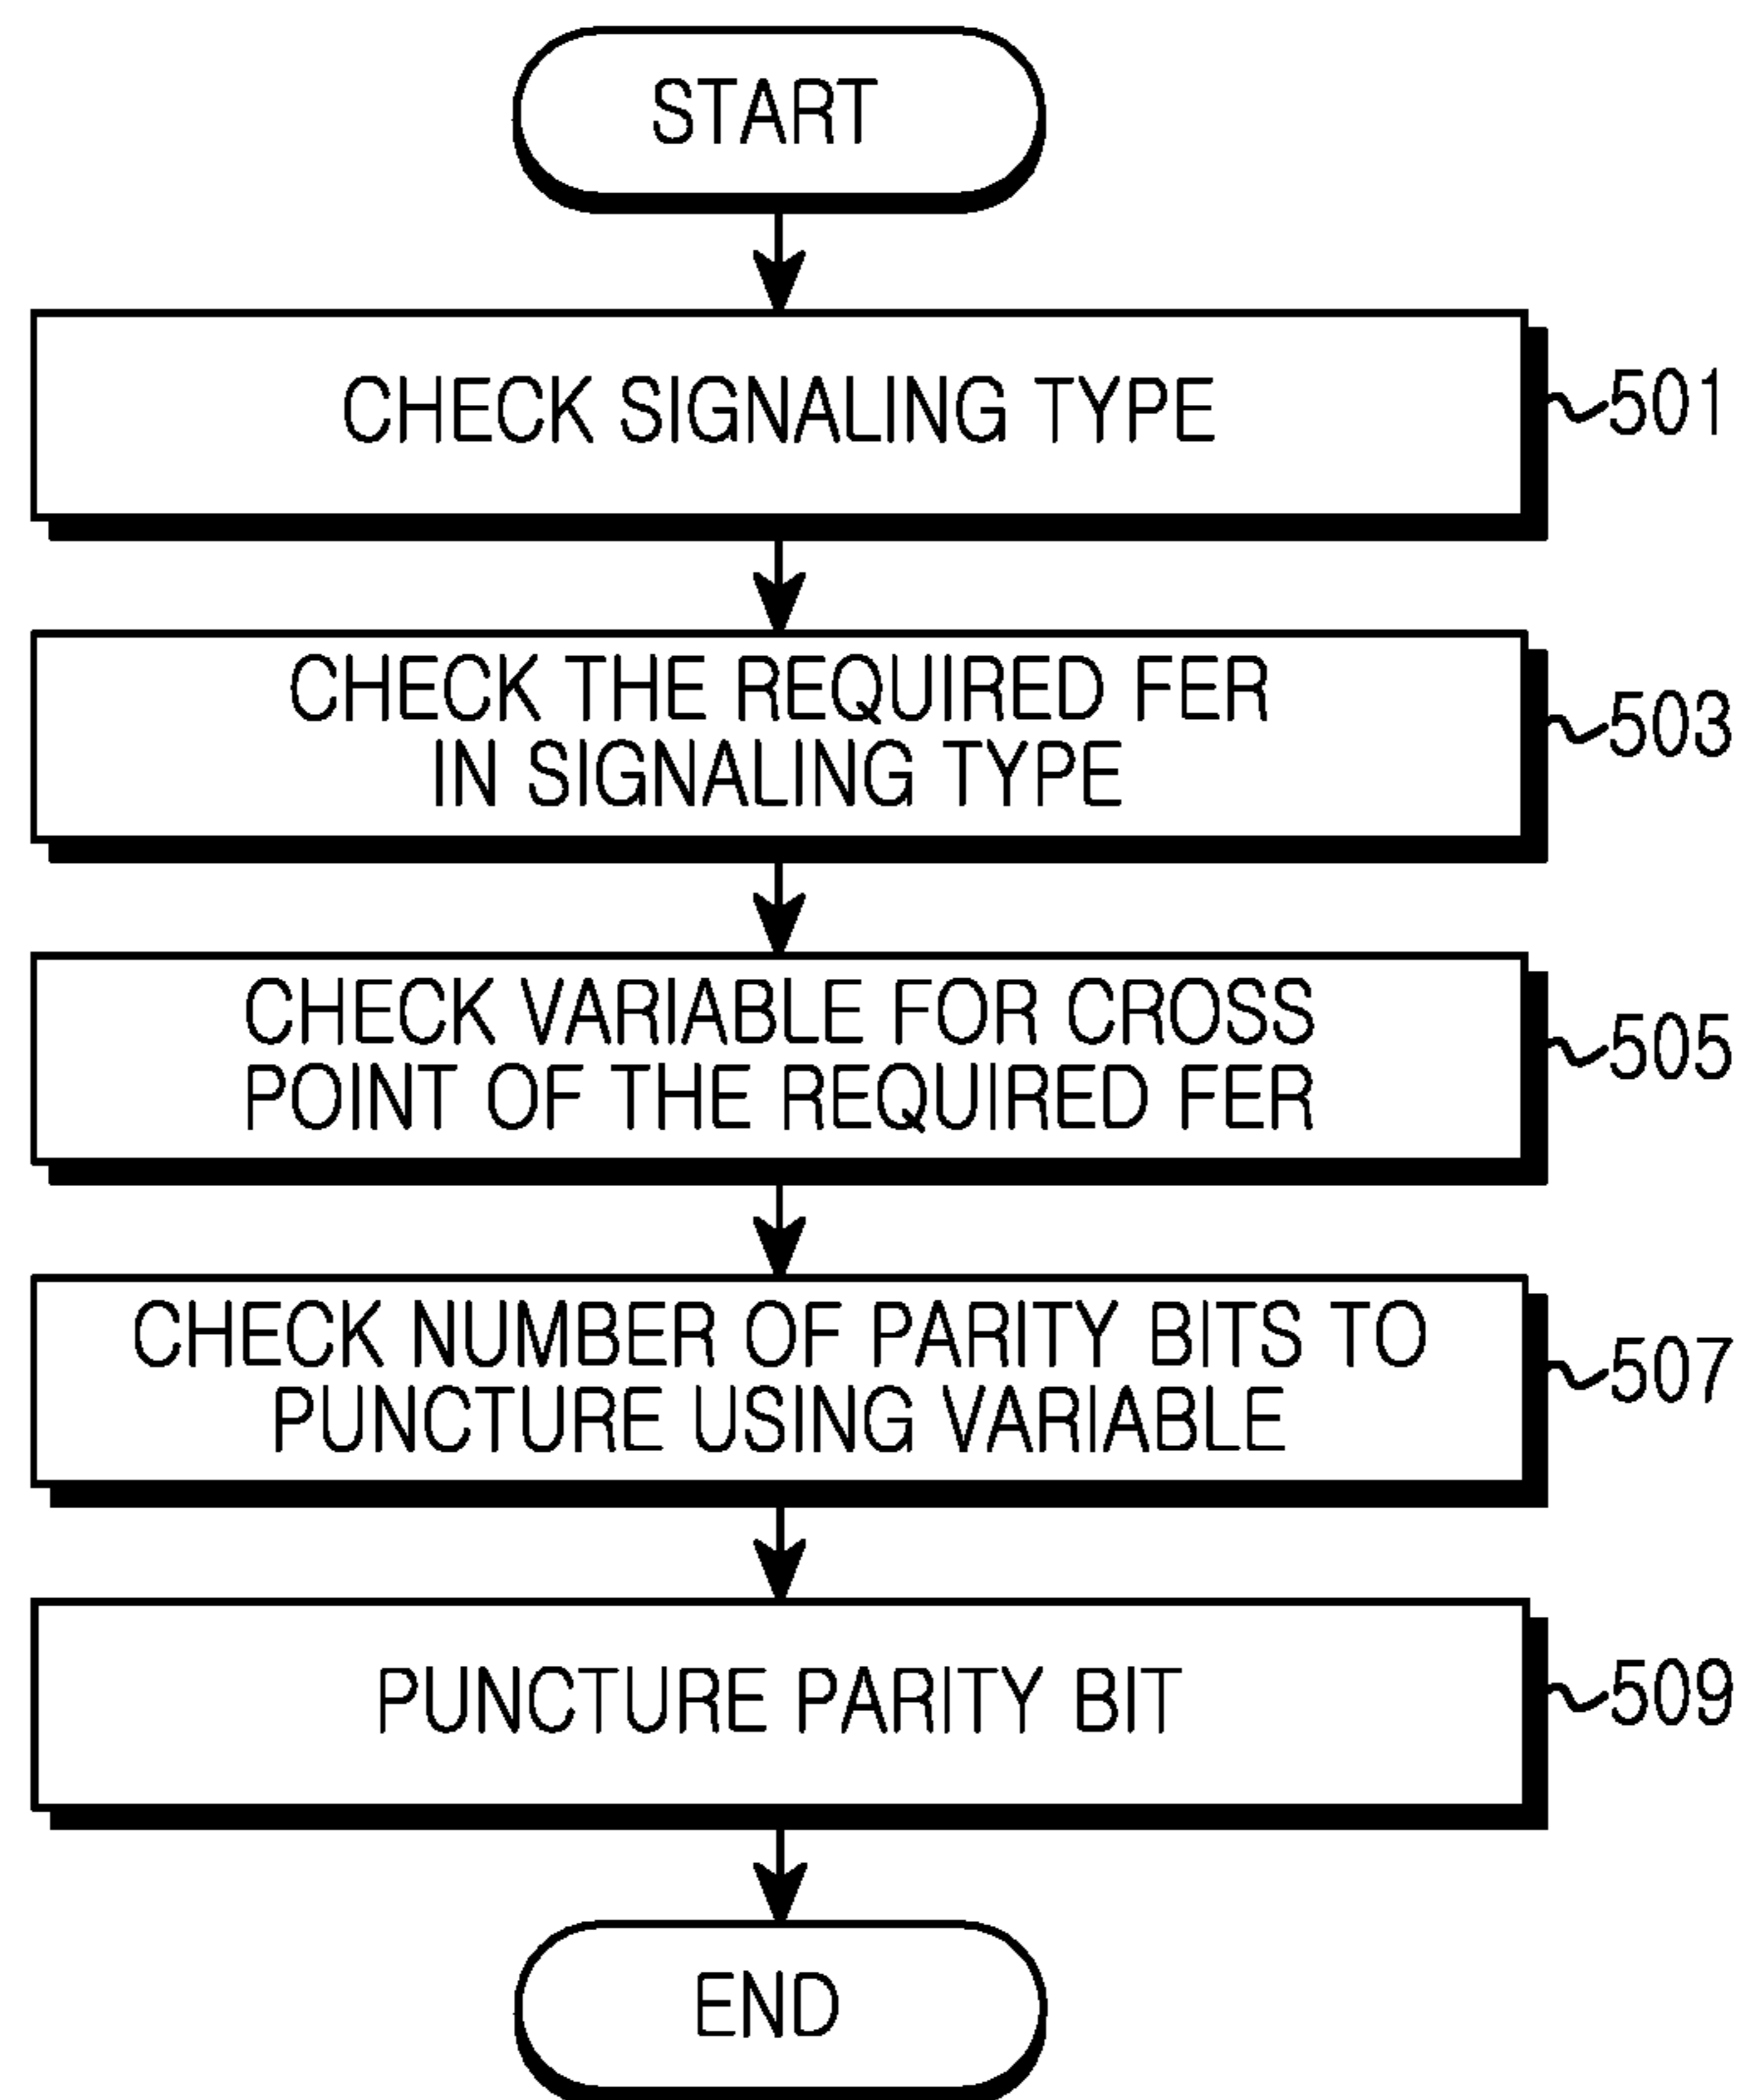 START
CHECK SIGNALING TYPE
501
CHECK THE REQUIRED FER
IN SIGNALING TYPE
503
CHECK VARIABLE FOR CROSS
POINT OF THE REQUIRED FER
505
CHECK NUMBER OF PARITY BITS TO
PUNCTURE USING VARIABLE
507
PUNCTURE PARITY BIT
509
END